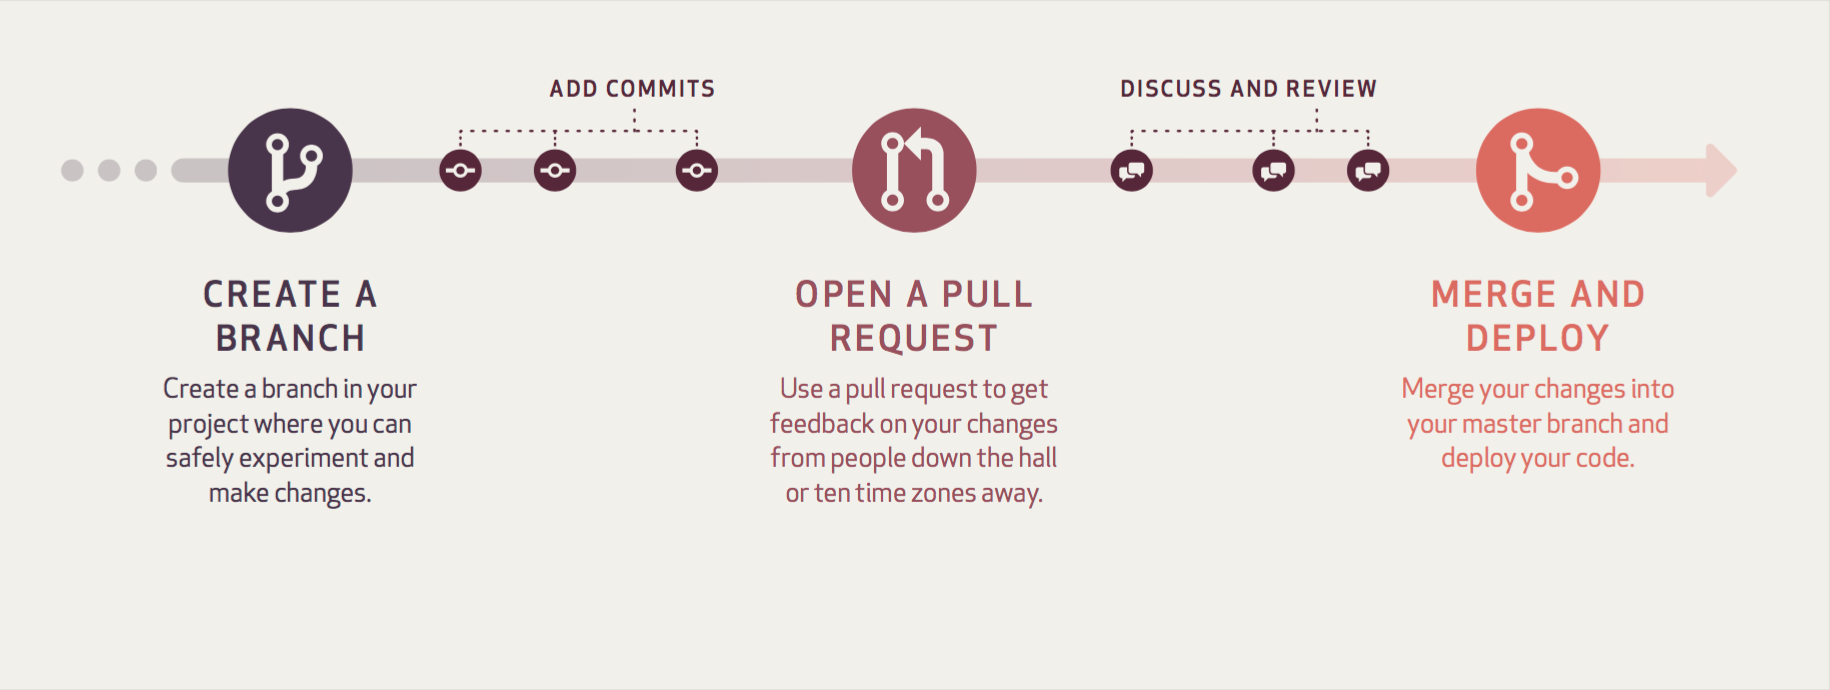 ADD COMMITS
DISCUSS AND REVIEW
CREATE A
BRANCH
Create a branch in your
project where you can
safely experiment and
make changes.
OPEN A PULL
REQUEST
Use a pull request to get
feedback on your changes
from people down the hall
or ten time zones away.
MERGE AND
DEPLOY
Merge your changes into
your master branch and
deploy your code.